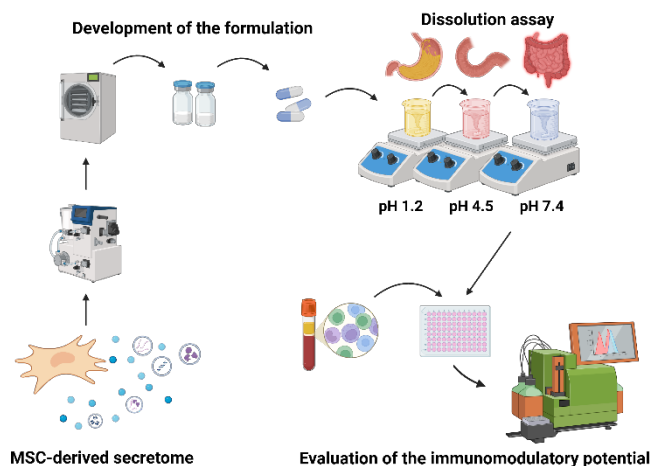 Development of the formulation
Dissolution assay
pH 1.2
pH 4.5
pH 7.4
MSC-derived secretome
Evaluation of the immunomodulatory potential